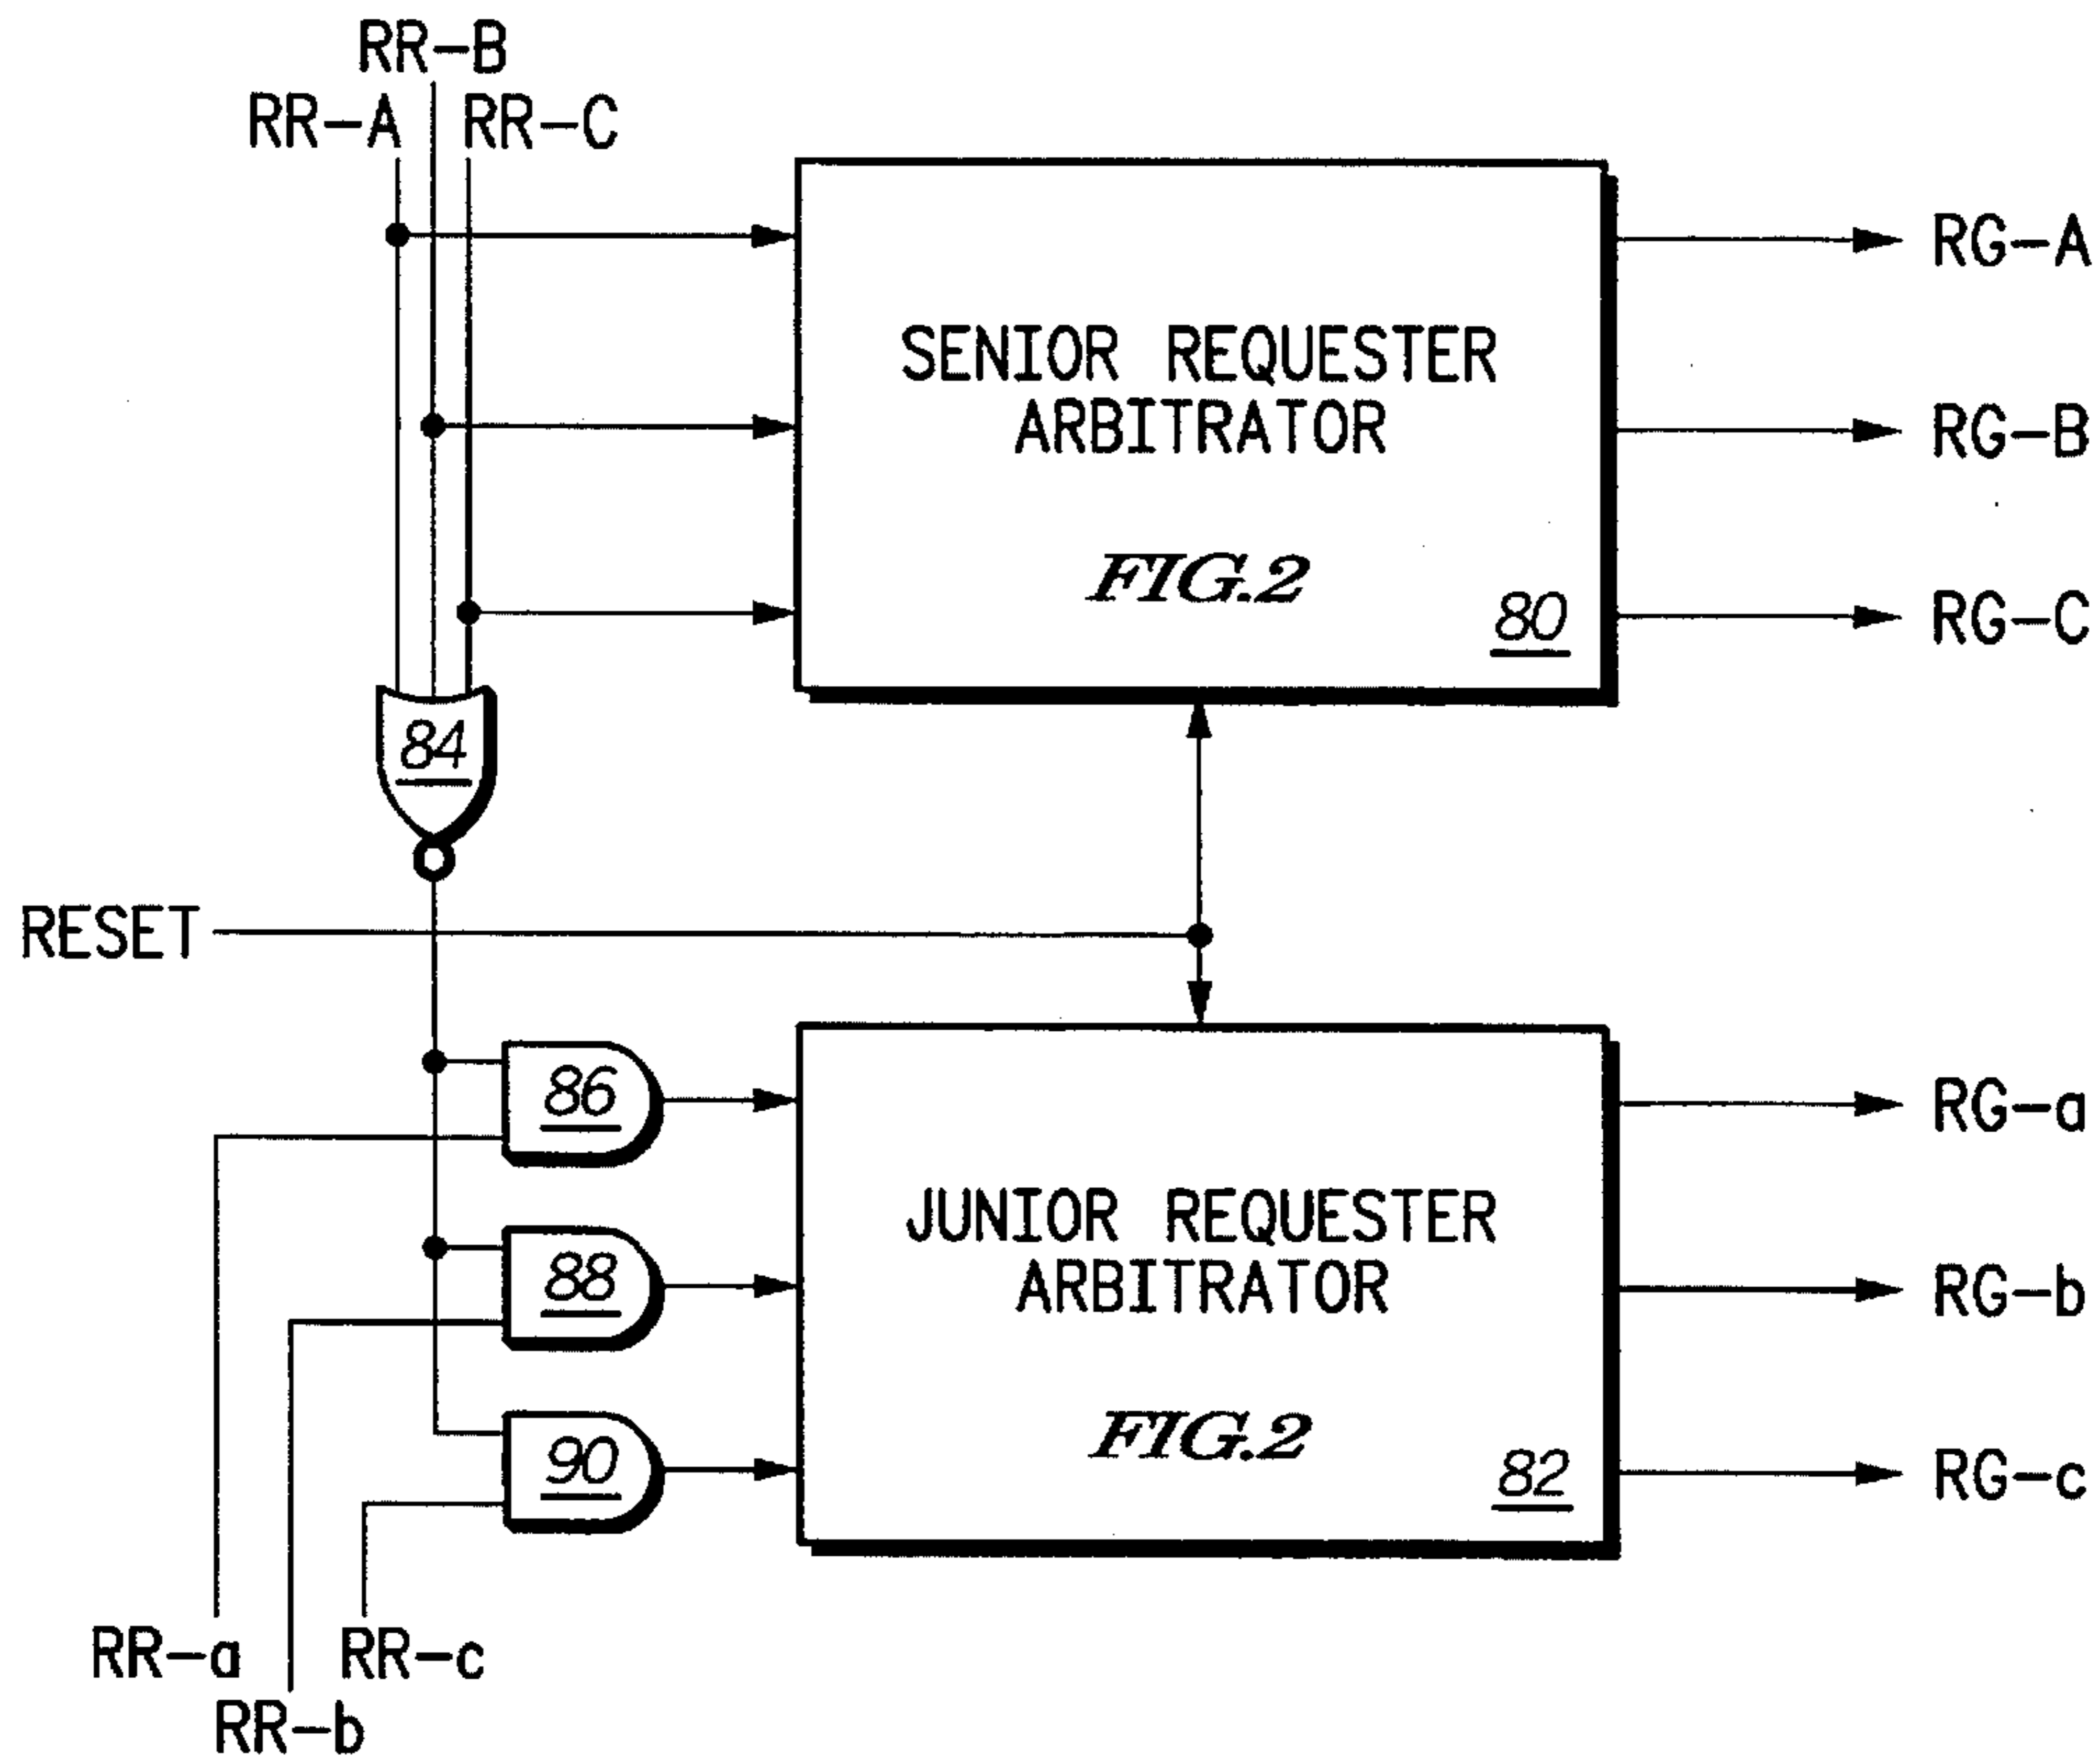 RR-B
RR-A RR-C
RG-A
SENIOR REQUESTER
ARBITRATOR
RG-B
FIG.2
80
RG-C
84
RESET
86
RG-a
JUNIOR REQUESTER
ARBITRATOR
88
RG-b
FIG.2
90
82
RG-c
RR-a RR-c
RR-b